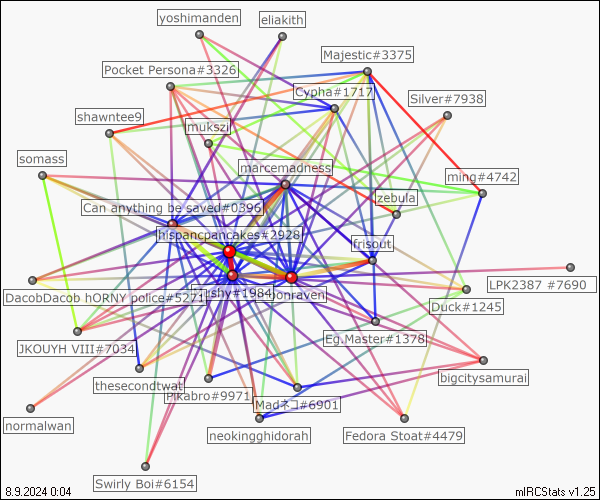 yoshimanden
eliakith
Majestic#3375
Pocket Persona#3326
Cypha#1717
Silver#7938
shawntee9
mukszi
somass
marcemadness
ming#4742
zebula
Can anything be saved#0396
hispancpancakes#2928
frisout
shy#1984
onraven
LPK2387 #7690
DacobDacob hORNY police#5271
Duck#1245
Eg.Master#1378
JKOUYH VIII#7034
bigcitysamurai
thesecondtwat
Pikabro#9971
Madネコ#6901
normalwan
neokingghidorah
Fedora Stoat#4479
Swirly Boi#6154
8.9.2024 0:04
mIRCStats v1.25